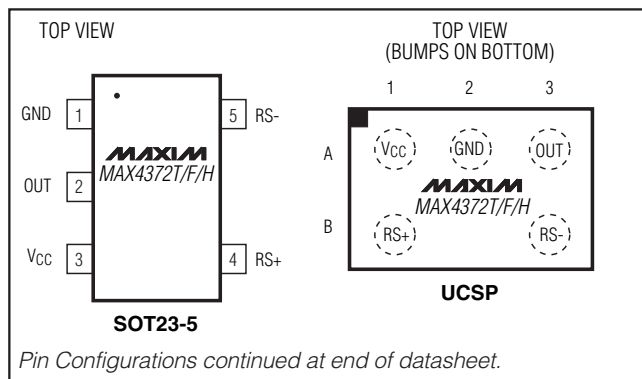 TOP VIEW
GND 1
OUT 2
VCC 3
5 RS-
4 RS+
MAXIM
MAX4372T/F/H
SOT23-5
TOP VIEW
(BUMPS ON BOTTOM)
1 2 3
A
VCC GND OUT
MAXIM
MAX4372T/F/H
B
RS+ RS-
UCSP
Pin Configurations continued at end of datasheet.